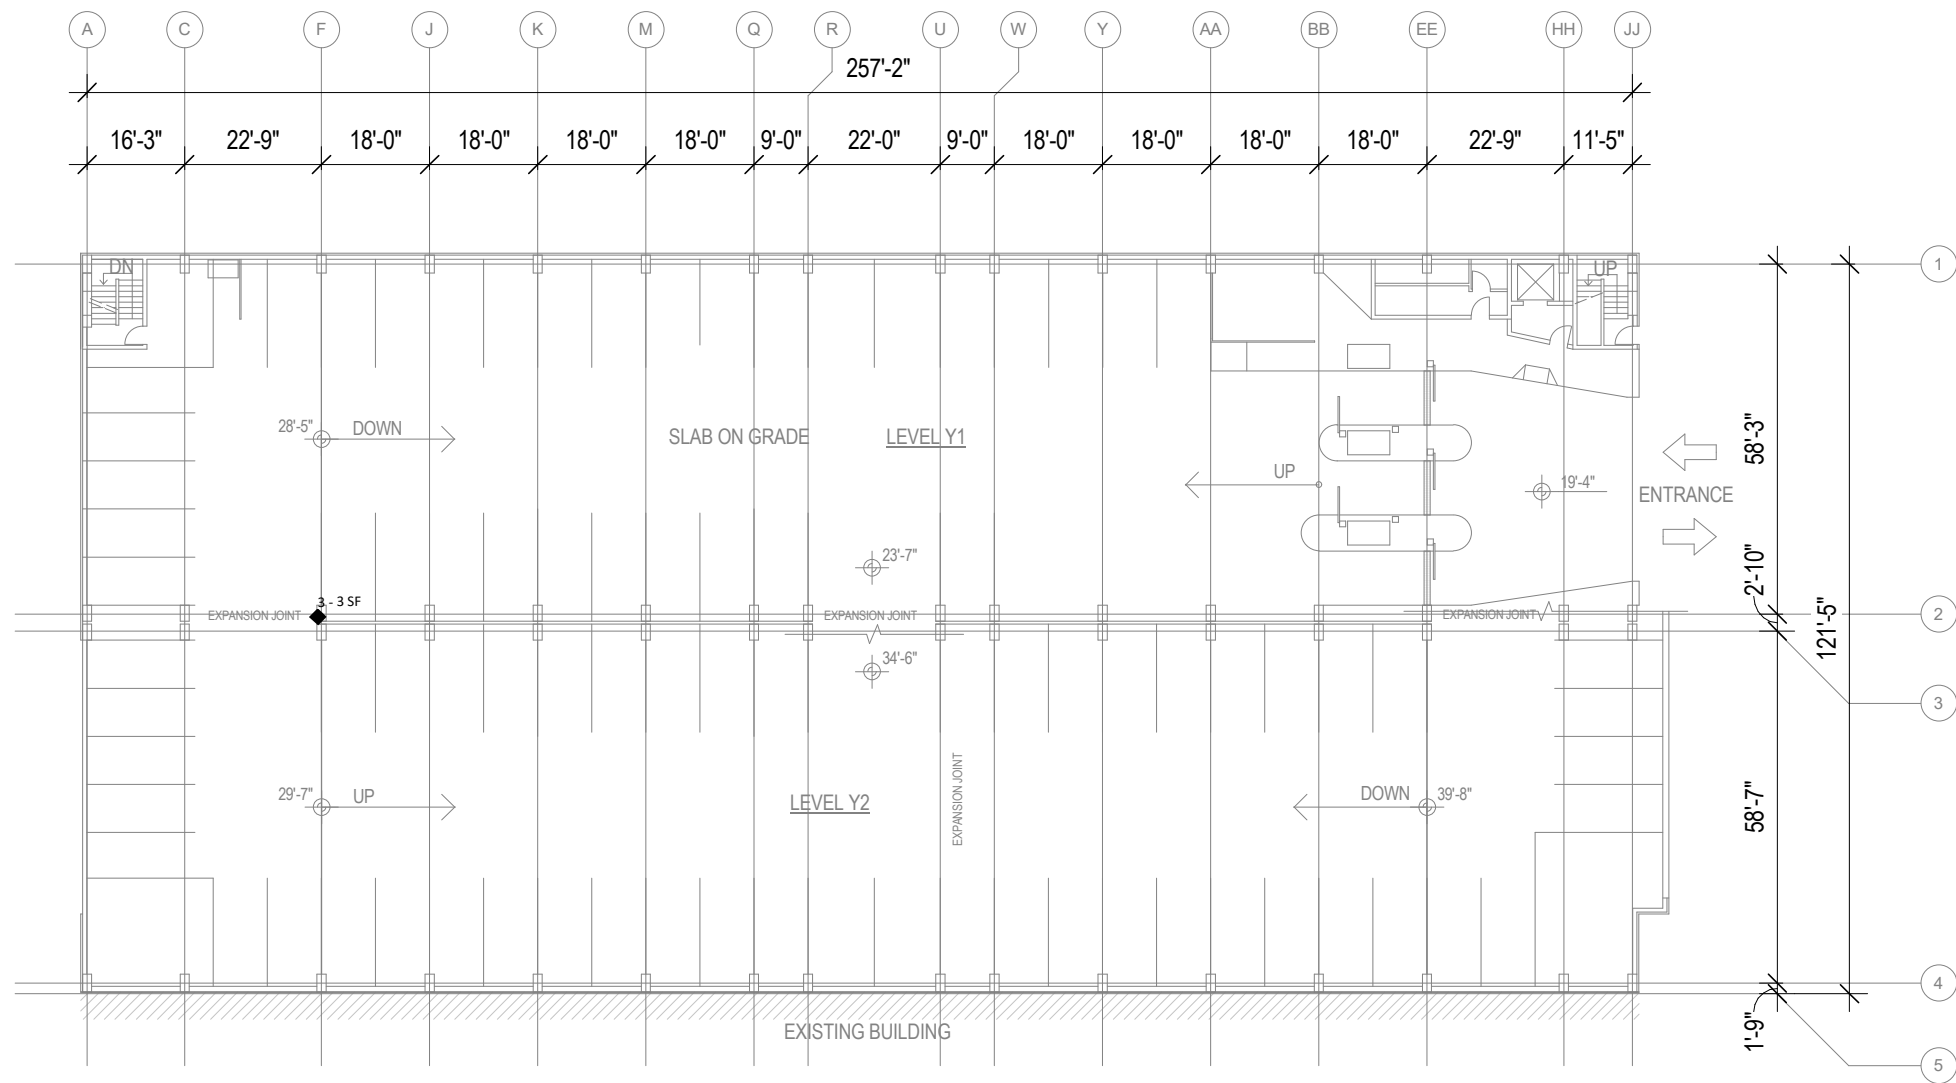 A C F J K M Q R U W Y AA BB EE HH JJ
257'-2"
16'-3" 22'-9" 18'-0" 18'-0" 18'-0" 18'-0" 9'-0" 22'-0" 9'-0" 18'-0" 18'-0" 18'-0" 18'-0" 22'-9" 11'-5"
DN
UP
1
28'-5"
DOWN
SLAB ON GRADE
LEVEL Y1
UP
19'-4"
ENTRANCE
58'-3"
23'-7"
2'-10"
3 - 3 SF
EXPANSION JOINT
EXPANSION JOINT
EXPANSION JOINT
2
121'-5"
34'-6"
3
29'-7"
UP
LEVEL Y2
EXPANSION JOINT
DOWN
39'-8"
58'-7"
4
1'-9"
EXISTING BUILDING
5